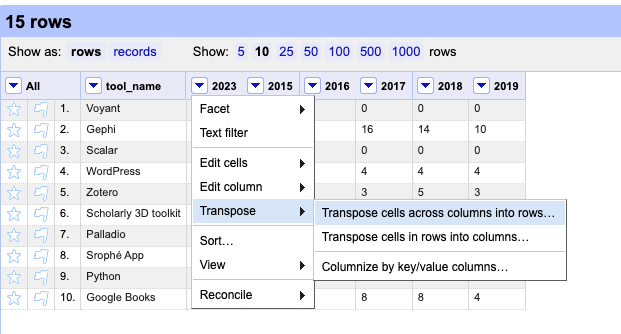 15 rows
Show as: rows records Show: 5 10 25 50 100 500 1000 rows
All tool_name 2023 2015 2016 2017 2018 2019
1. Voyant 0 0 0
2. Gephi 16 14 10
3. Scalar 0 0 0
4. WordPress 4 4 4
5. Zotero 3 5 3
6. Scholarly 3D toolkit
7. Palladio
8. Srophé App
9. Python
10. Google Books 8 8 4
Facet
Text filter
Edit cells
Edit column
Transpose
Sort…
View
Reconcile
Transpose cells across columns into rows…
Transpose cells in rows into columns…
Columnize by key/value columns…